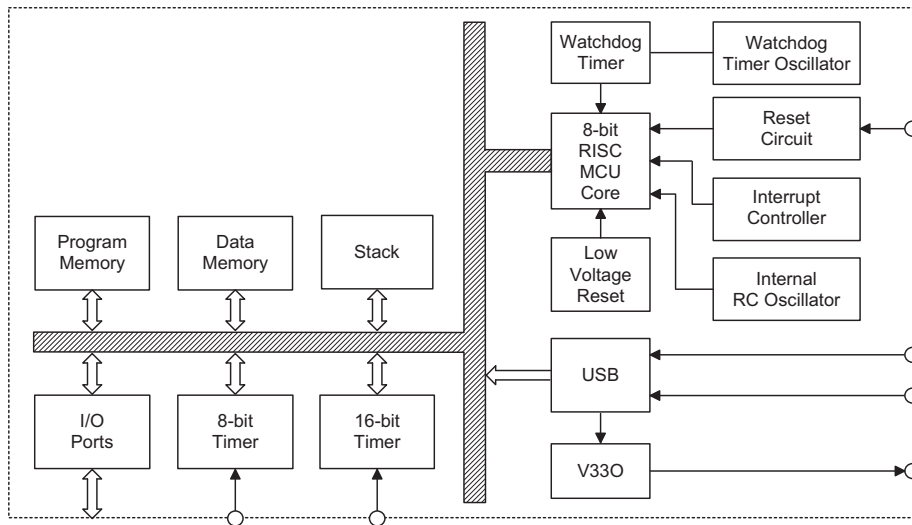 Watchdog
Timer
Watchdog
Timer Oscillator
8-bit
RISC
MCU
Core
Reset
Circuit
Interrupt
Controller
Low
Voltage
Reset
Internal
RC Oscillator
Program
Memory
Data
Memory
Stack
USB
I/O
Ports
8-bit
Timer
16-bit
Timer
V33O